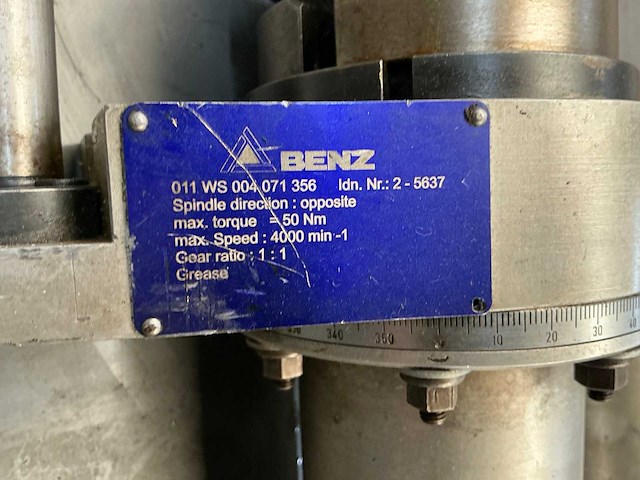 BENZ
011 WS 004 071 356 Idn. Nr.: 2 - 5637
Spindle direction : opposite
max. torque = 50 Nm
max. Speed : 4000 min -1
Gear ratio : 1 : 1
Grease
340 350 10 20 30 40